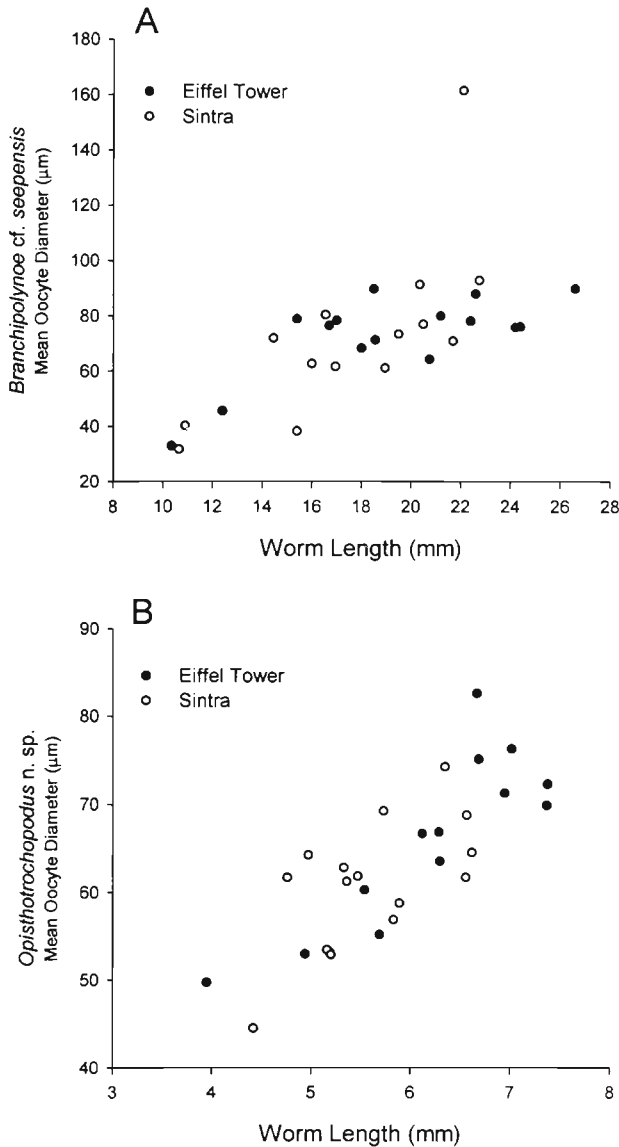 A
180
160
140
120
100
80
60
40
20
Eiffel Tower
Sintra
Branchipolynoe cf. seepensis
Mean Oocyte Diameter (μm)
8 10 12 14 16 18 20 22 24 26 28
Worm Length (mm)
B
90
80
70
60
50
40
Eiffel Tower
Sintra
Opisthotrochopodus n. sp.
Mean Oocyte Diameter (μm)
3 4 5 6 7 8
Worm Length (mm)